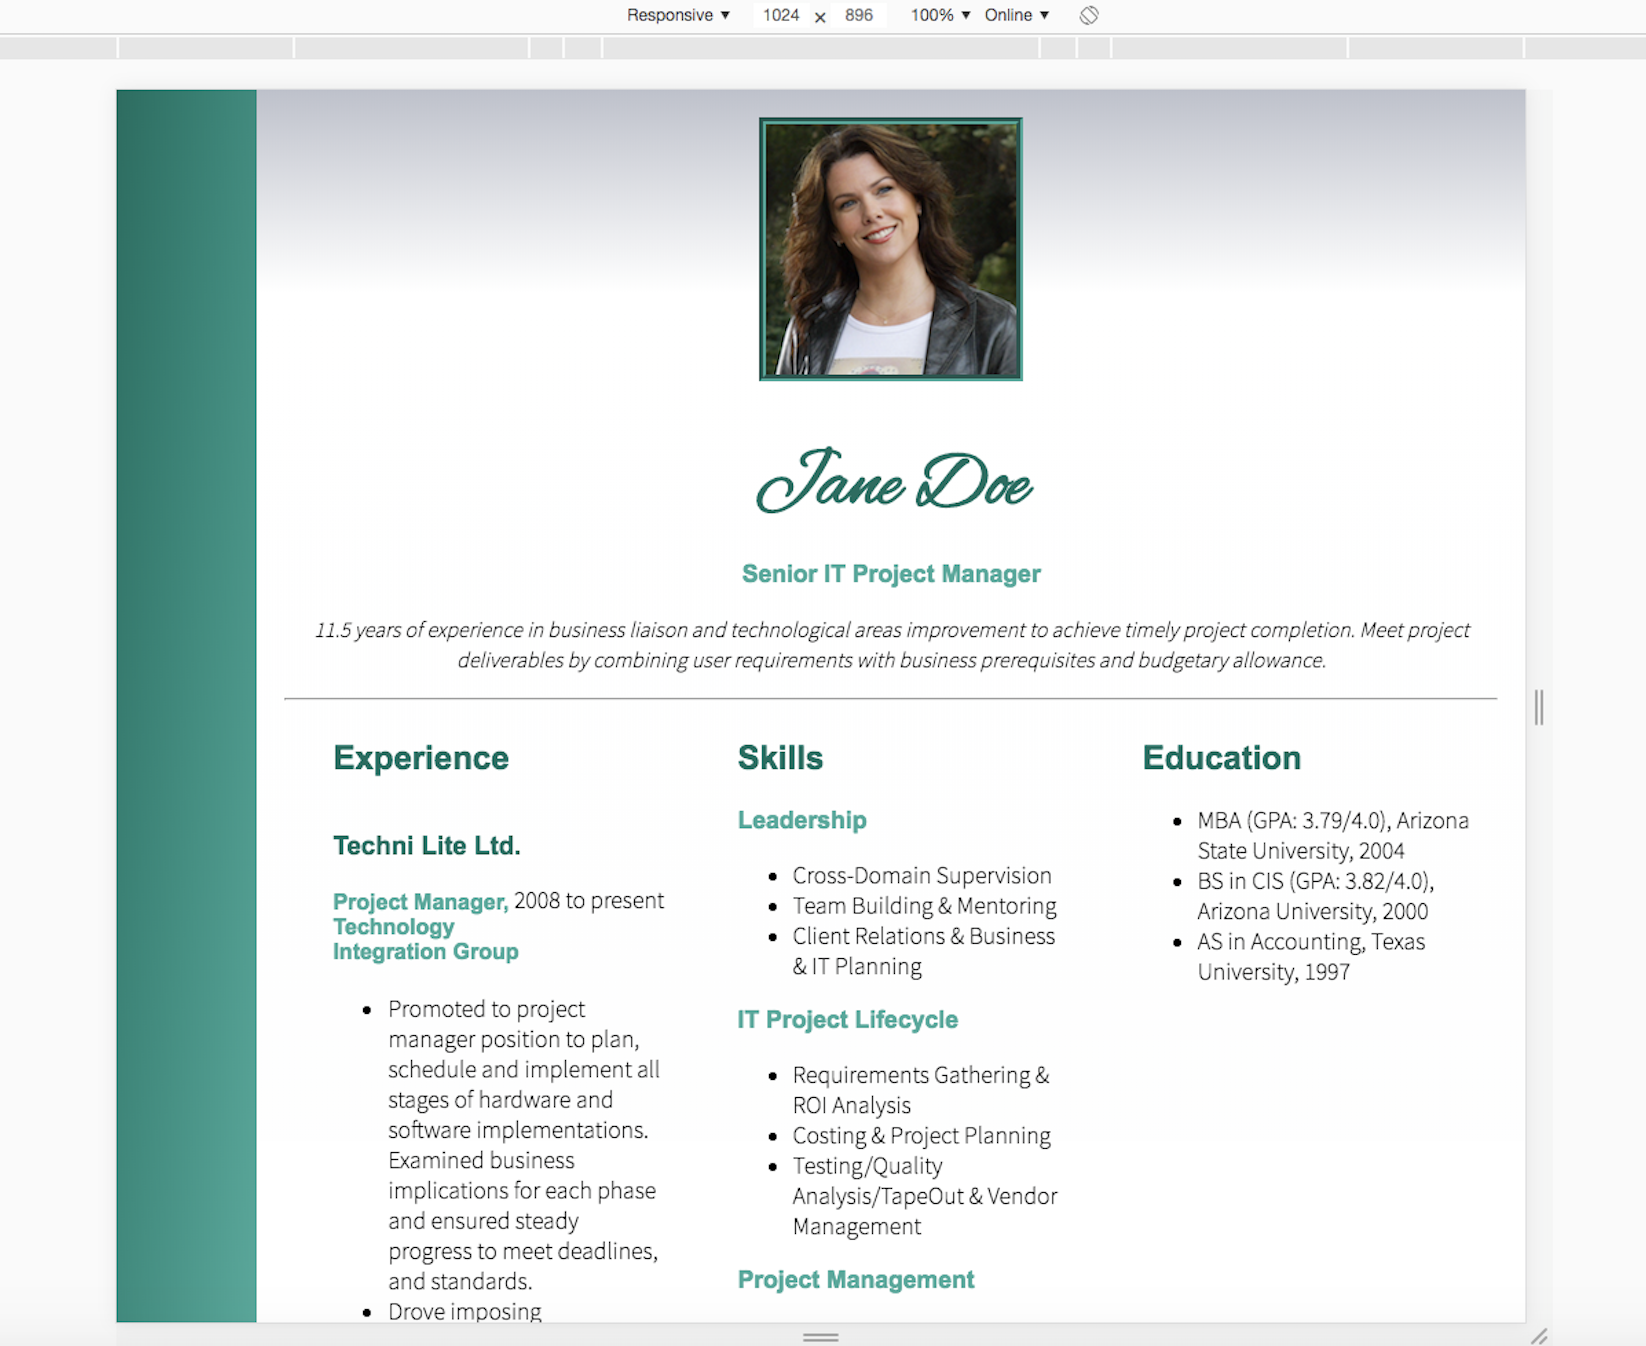 Responsive ▼ 1024 x 896 100% ▼ Online ▼
Jane Doe
Senior IT Project Manager
11.5 years of experience in business liaison and technological areas improvement to achieve timely project completion. Meet project
deliverables by combining user requirements with business prerequisites and budgetary allowance.
Experience
Techni Lite Ltd.
Project Manager, 2008 to present
Technology
Integration Group
• Promoted to project
manager position to plan,
schedule and implement all
stages of hardware and
software implementations.
Examined business
implications for each phase
and ensured steady
progress to meet deadlines,
and standards.
• Drove imposing
Skills
Leadership
• Cross-Domain Supervision
• Team Building & Mentoring
• Client Relations & Business
& IT Planning
IT Project Lifecycle
• Requirements Gathering &
ROI Analysis
• Costing & Project Planning
• Testing/Quality
Analysis/TapeOut & Vendor
Management
Project Management
Education
• MBA (GPA: 3.79/4.0), Arizona
State University, 2004
• BS in CIS (GPA: 3.82/4.0),
Arizona University, 2000
• AS in Accounting, Texas
University, 1997